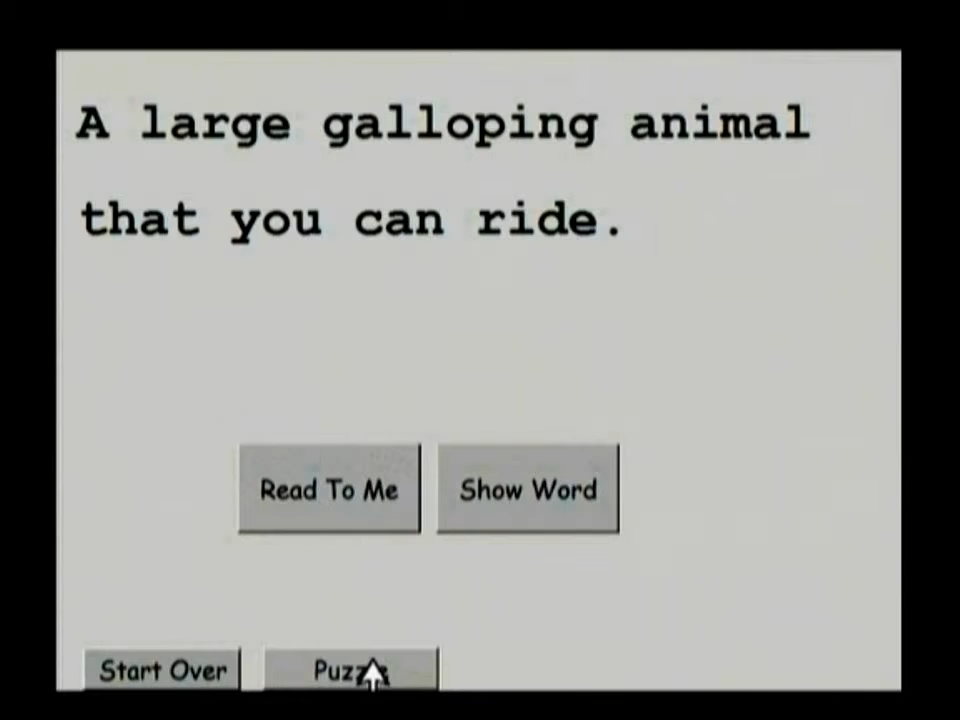 A large galloping animal
that you can ride.
Read To Me Show Word
Start Over